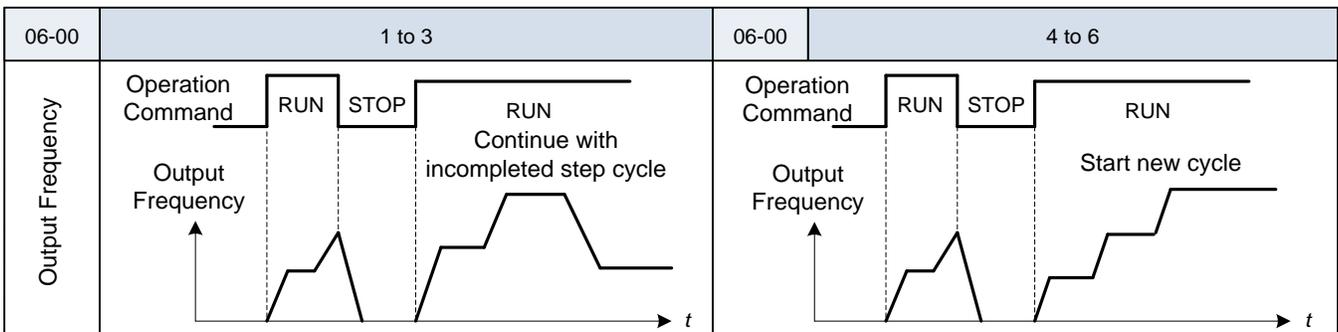 06-00
1 to 3
06-00
4 to 6
Output Frequency
Operation
Command
RUN
STOP
RUN
Continue with
incompleted step cycle
Output
Frequency
t
Operation
Command
RUN
STOP
RUN
Start new cycle
Output
Frequency
t